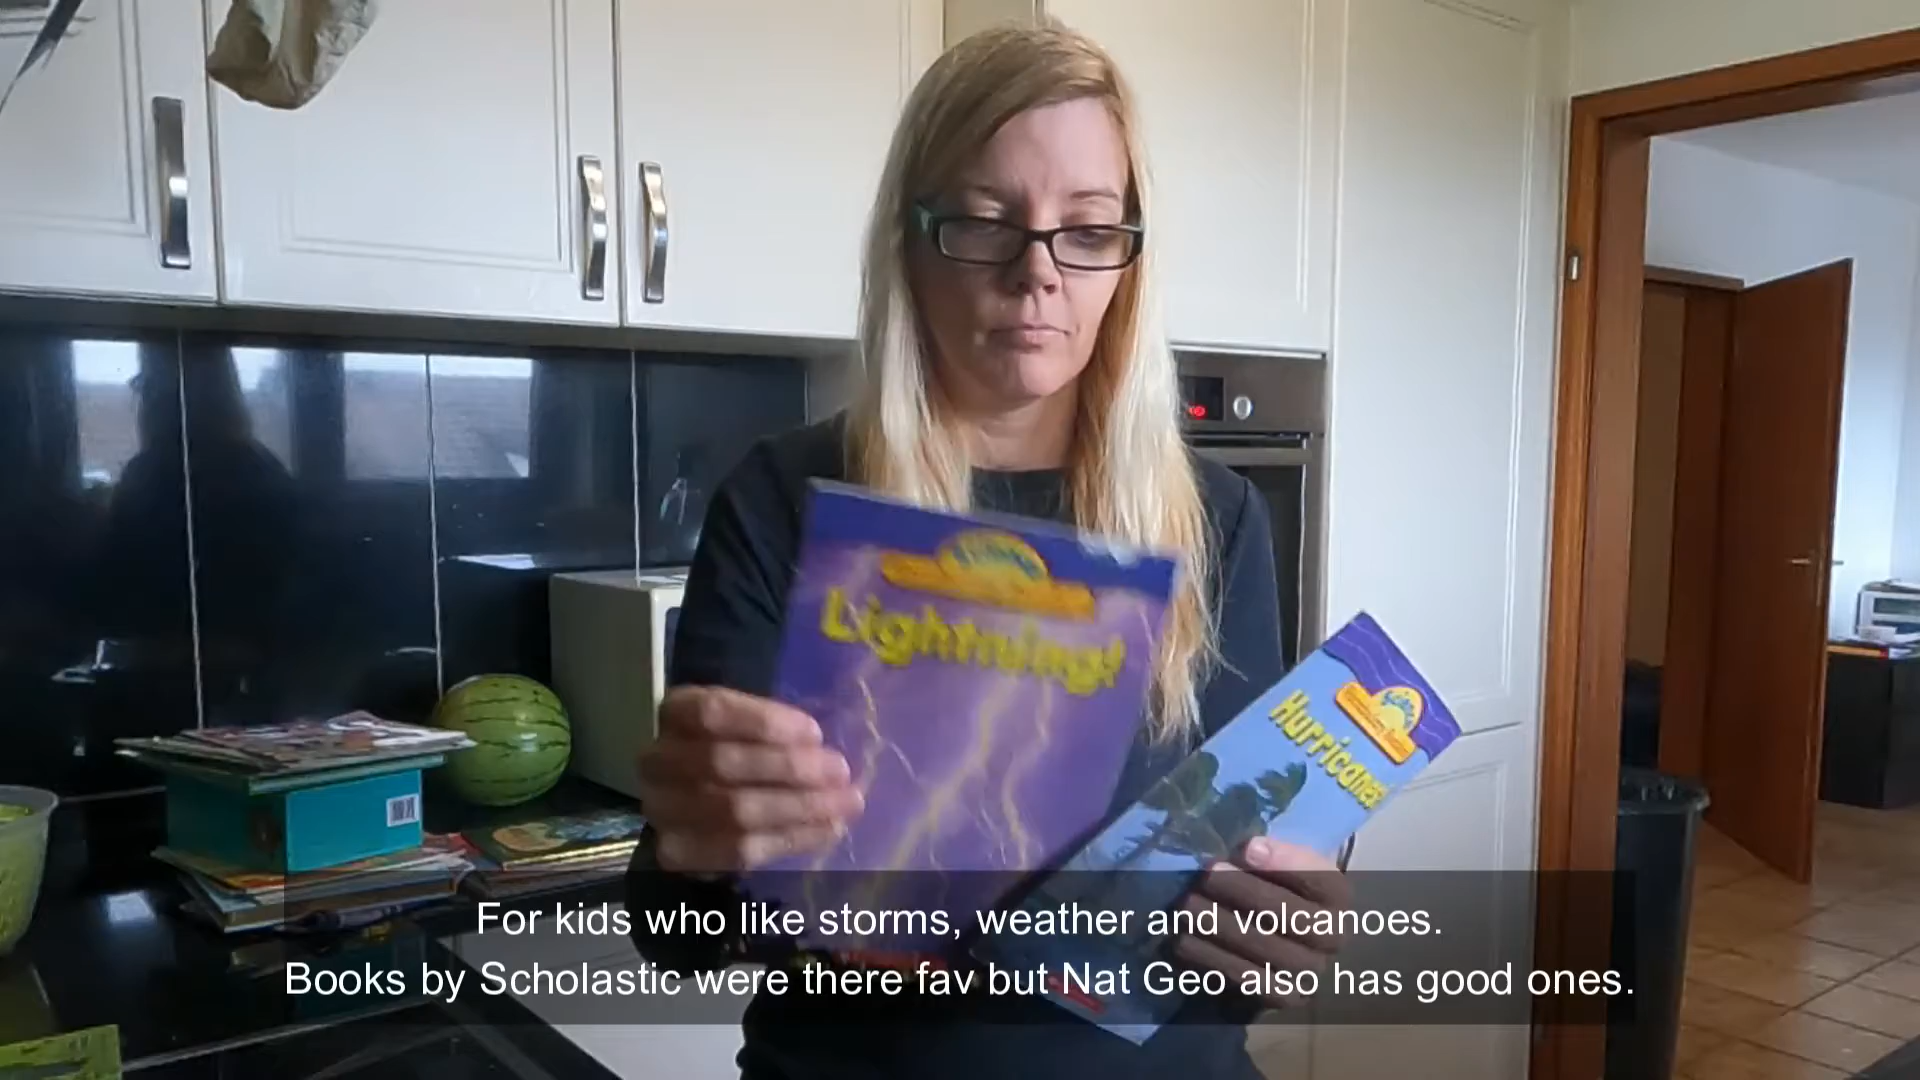 Lightning!
Hurricanes!
For kids who like storms, weather and volcanoes.
Books by Scholastic were there fav but Nat Geo also has good ones.